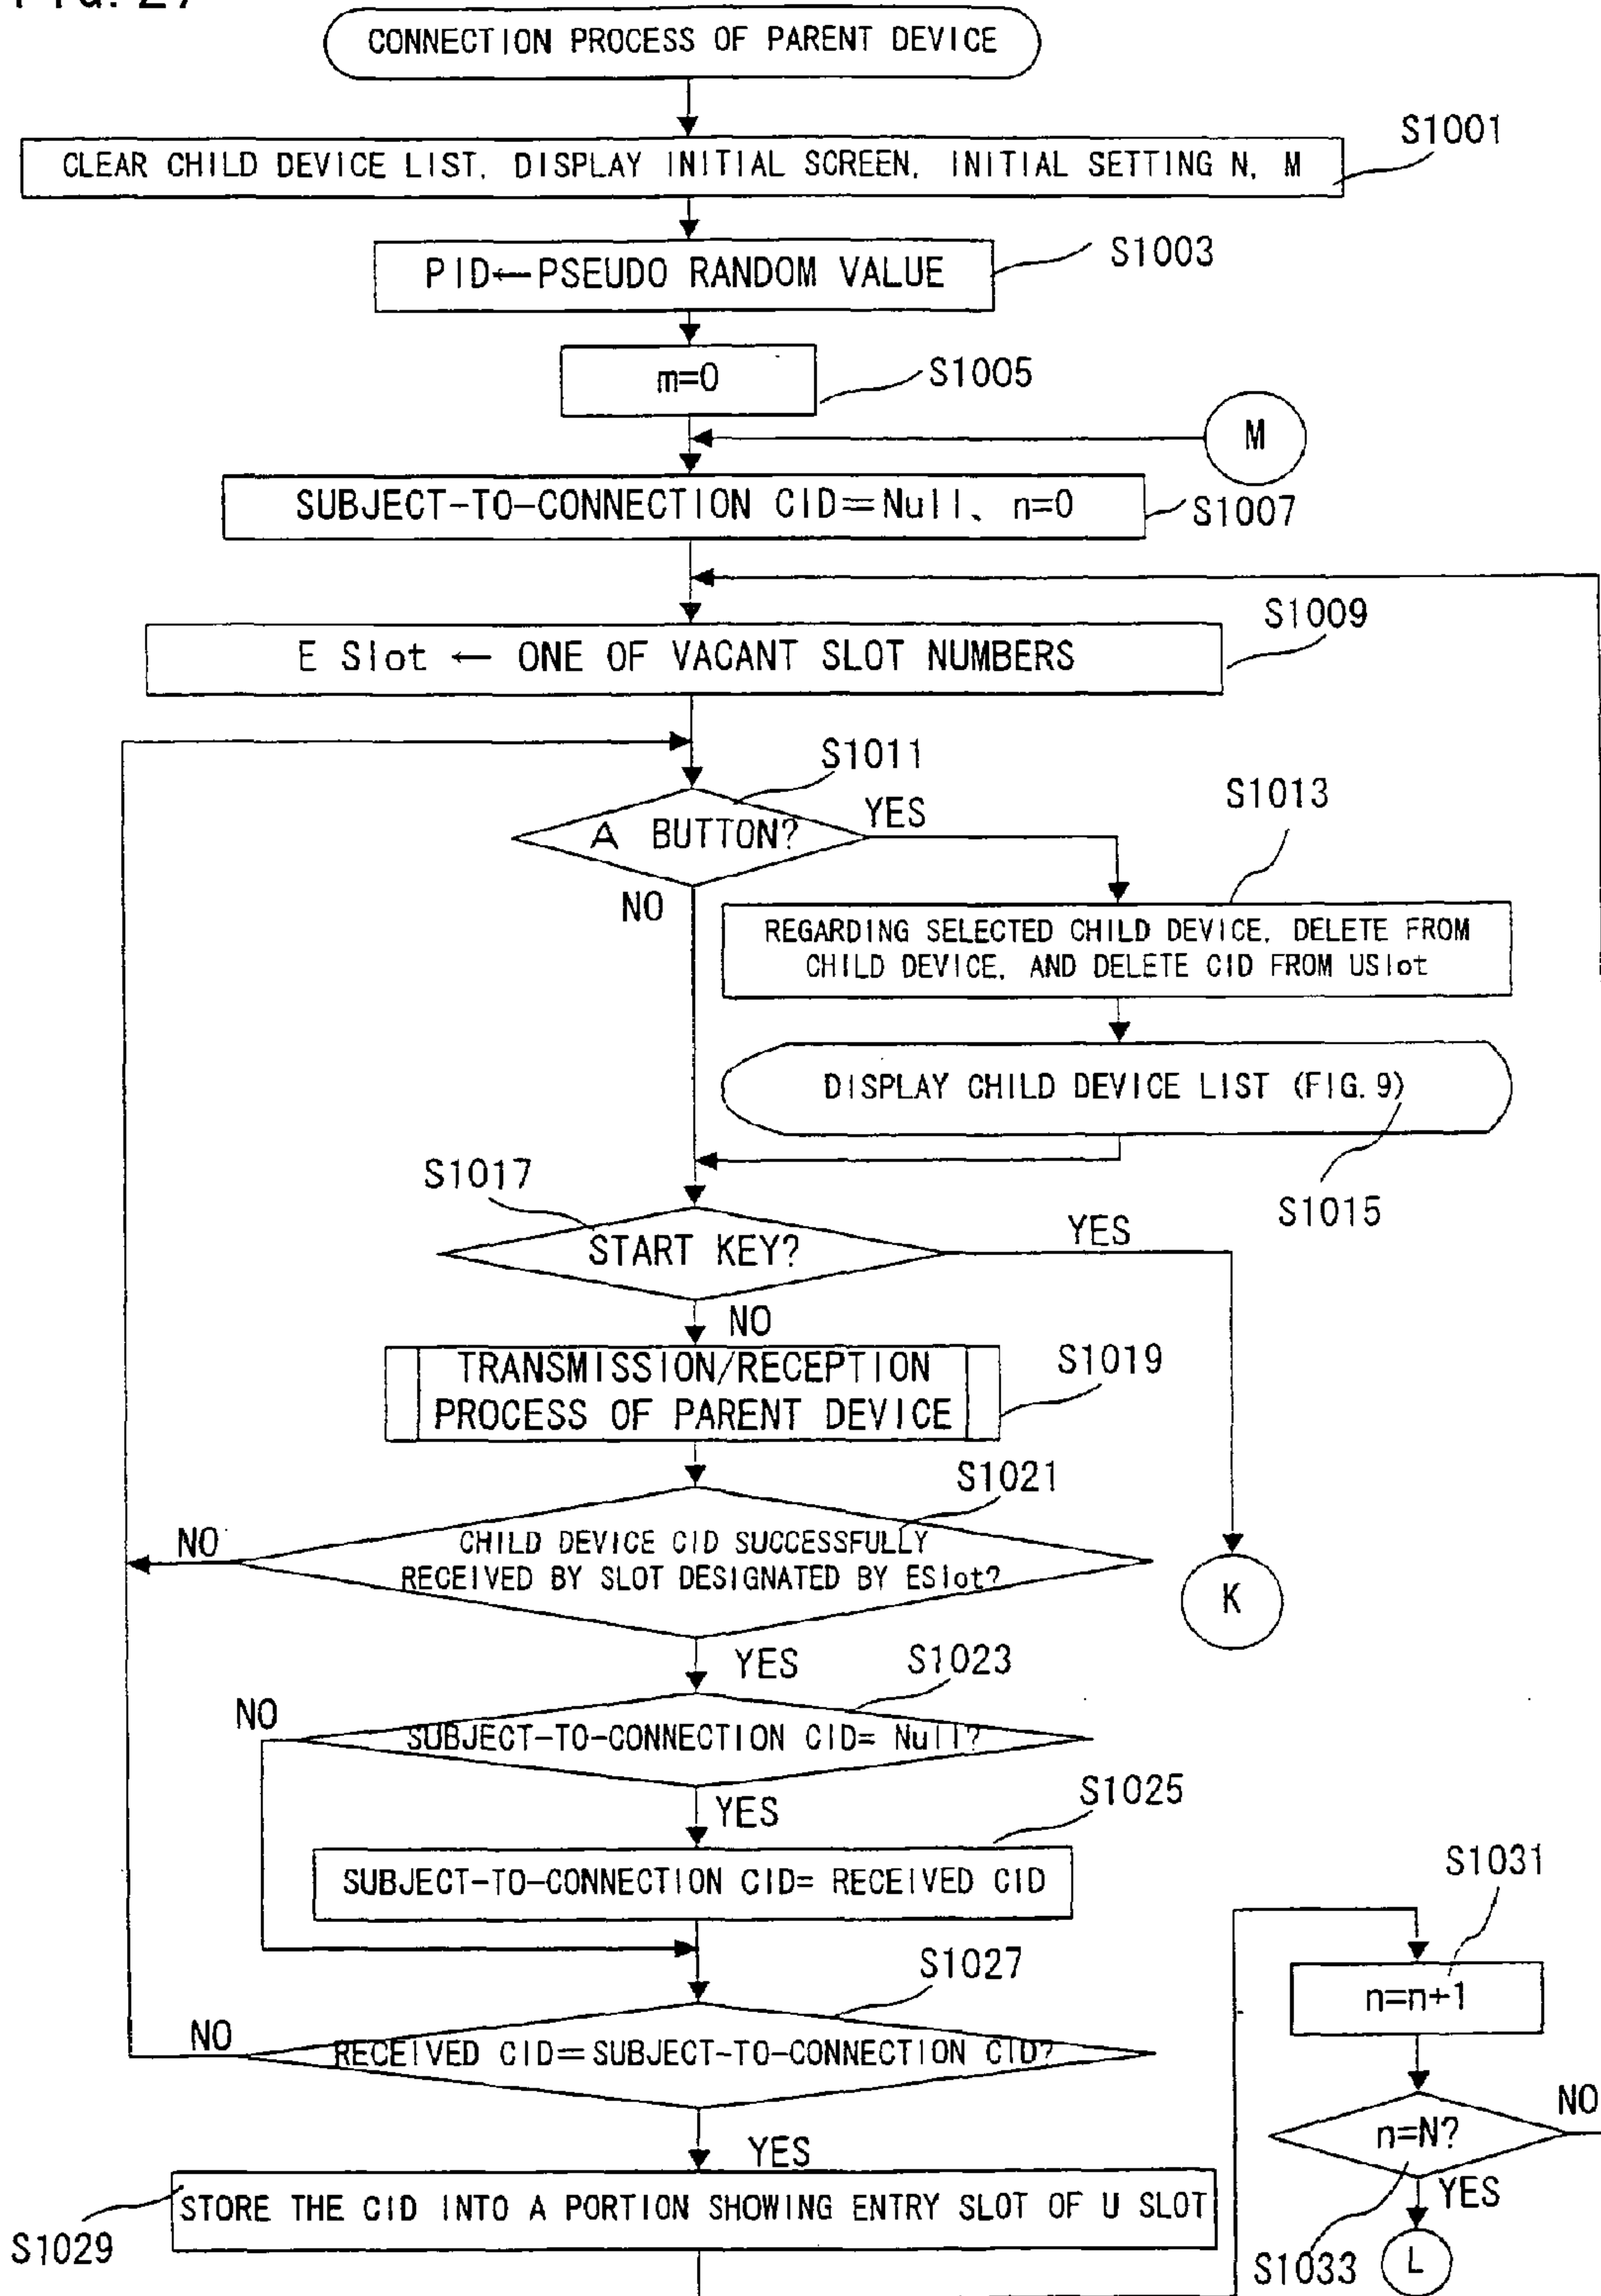 FIG. 27
CONNECTION PROCESS OF PARENT DEVICE
S1001
CLEAR CHILD DEVICE LIST, DISPLAY INITIAL SCREEN, INITIAL SETTING N, M
S1003
PID←PSEUDO RANDOM VALUE
S1005
m=0
M
SUBJECT-TO-CONNECTION CID=Null、 n=0
S1007
S1009
E Slot ← ONE OF VACANT SLOT NUMBERS
S1011
A BUTTON?
YES
NO
S1013
REGARDING SELECTED CHILD DEVICE, DELETE FROM
CHILD DEVICE, AND DELETE CID FROM USlot
DISPLAY CHILD DEVICE LIST (FIG. 9)
S1015
S1017
START KEY?
YES
NO
TRANSMISSION/RECEPTION
PROCESS OF PARENT DEVICE
S1019
S1021
CHILD DEVICE CID SUCCESSFULLY
RECEIVED BY SLOT DESIGNATED BY ESlot?
NO
YES
K
S1023
SUBJECT-TO-CONNECTION CID= Null?
NO
YES
S1025
SUBJECT-TO-CONNECTION CID= RECEIVED CID
S1027
RECEIVED CID=SUBJECT-TO-CONNECTION CID?
NO
YES
STORE THE CID INTO A PORTION SHOWING ENTRY SLOT OF U SLOT
S1029
S1031
n=n+1
n=N?
NO
YES
S1033
L